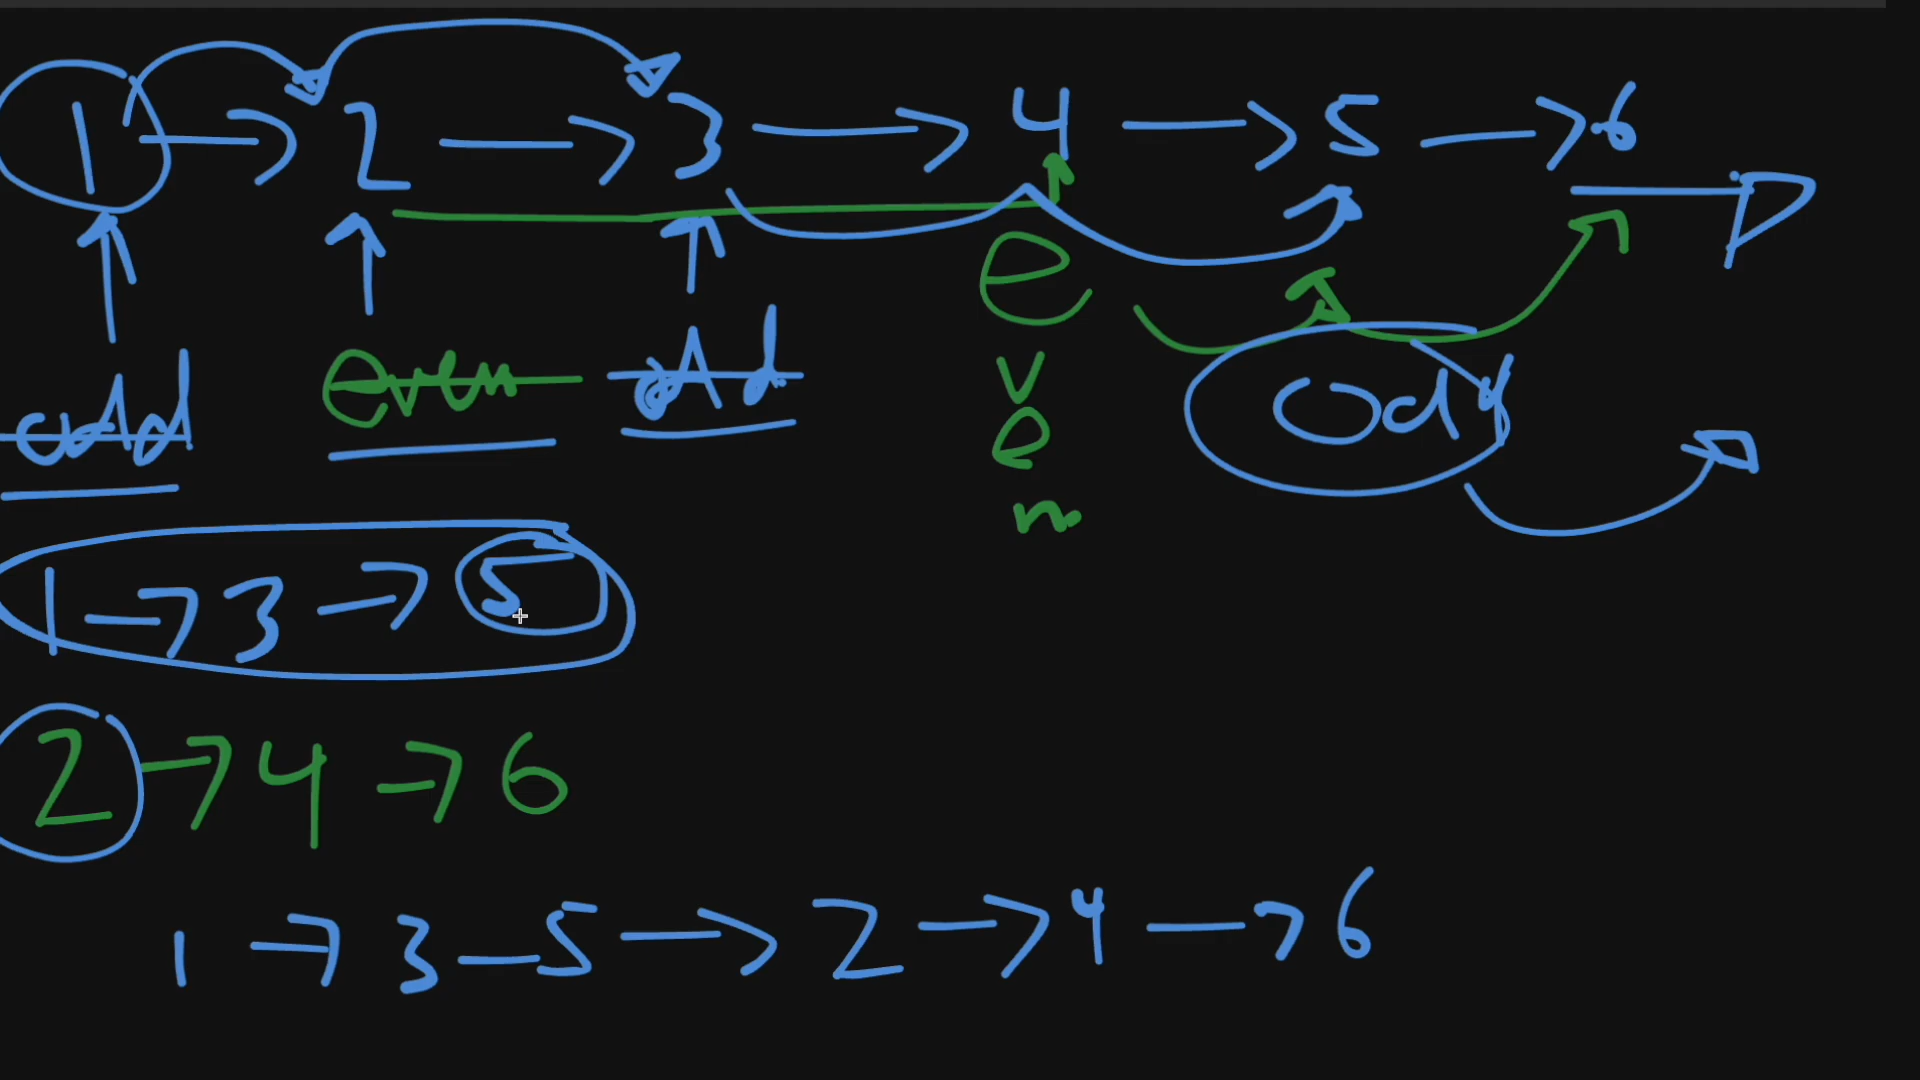 1 → 2 → 3 → 4 → 5 → 6 →
odd even odd
e
v
e
n
odd
1 → 3 → 5
2 → 4 → 6
1 → 3 — 5 → 2 → 4 → 6